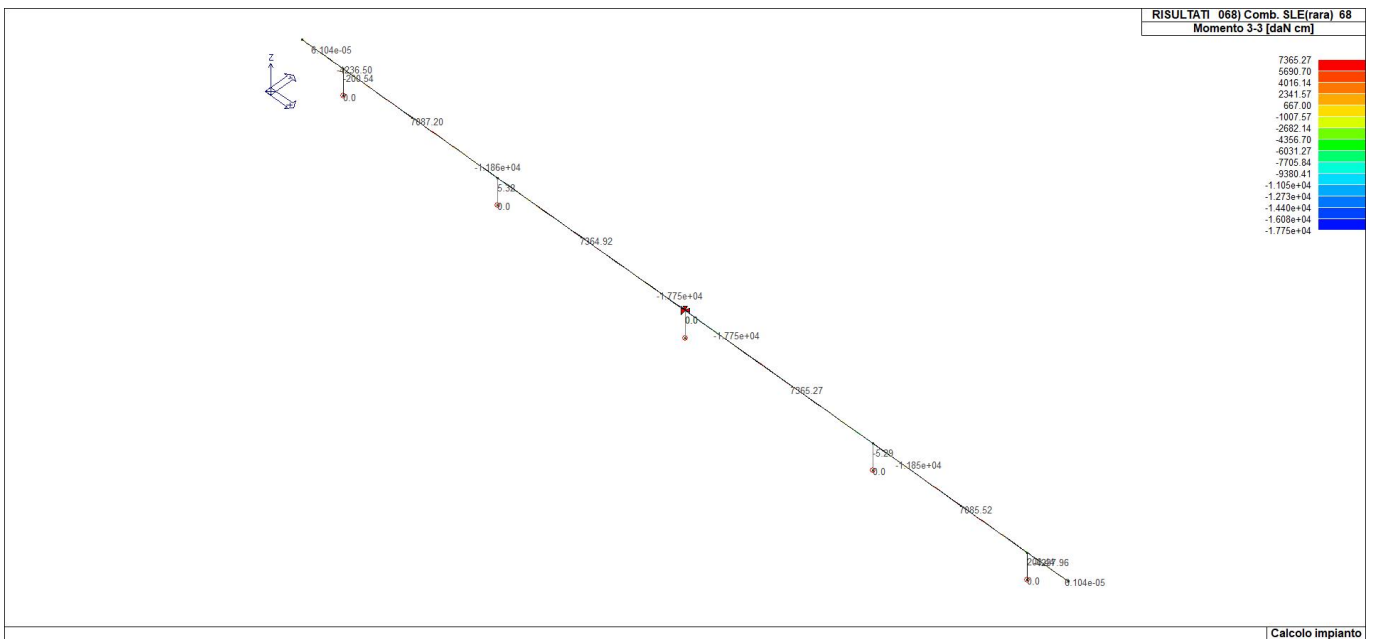 RISULTATI 068) Comb. SLE(rara) 68
Momento 3-3 [daN cm]
7365.27
5690.70
4016.14
2341.57
667.00
-1007.57
-2682.14
-4356.70
-6031.27
-7705.84
-9380.41
-1.105e+04
-1.273e+04
-1.440e+04
-1.608e+04
-1.775e+04
6.104e-05
Z
-4236.50
-200.54
0.0
7087.20
-1.186e+04
5.32
0.0
7364.92
-1.775e+04
0.0
-1.775e+04
7365.27
-5.29
-1.185e+04
0.0
7085.52
0.0
6.104e-05
Calcolo impianto